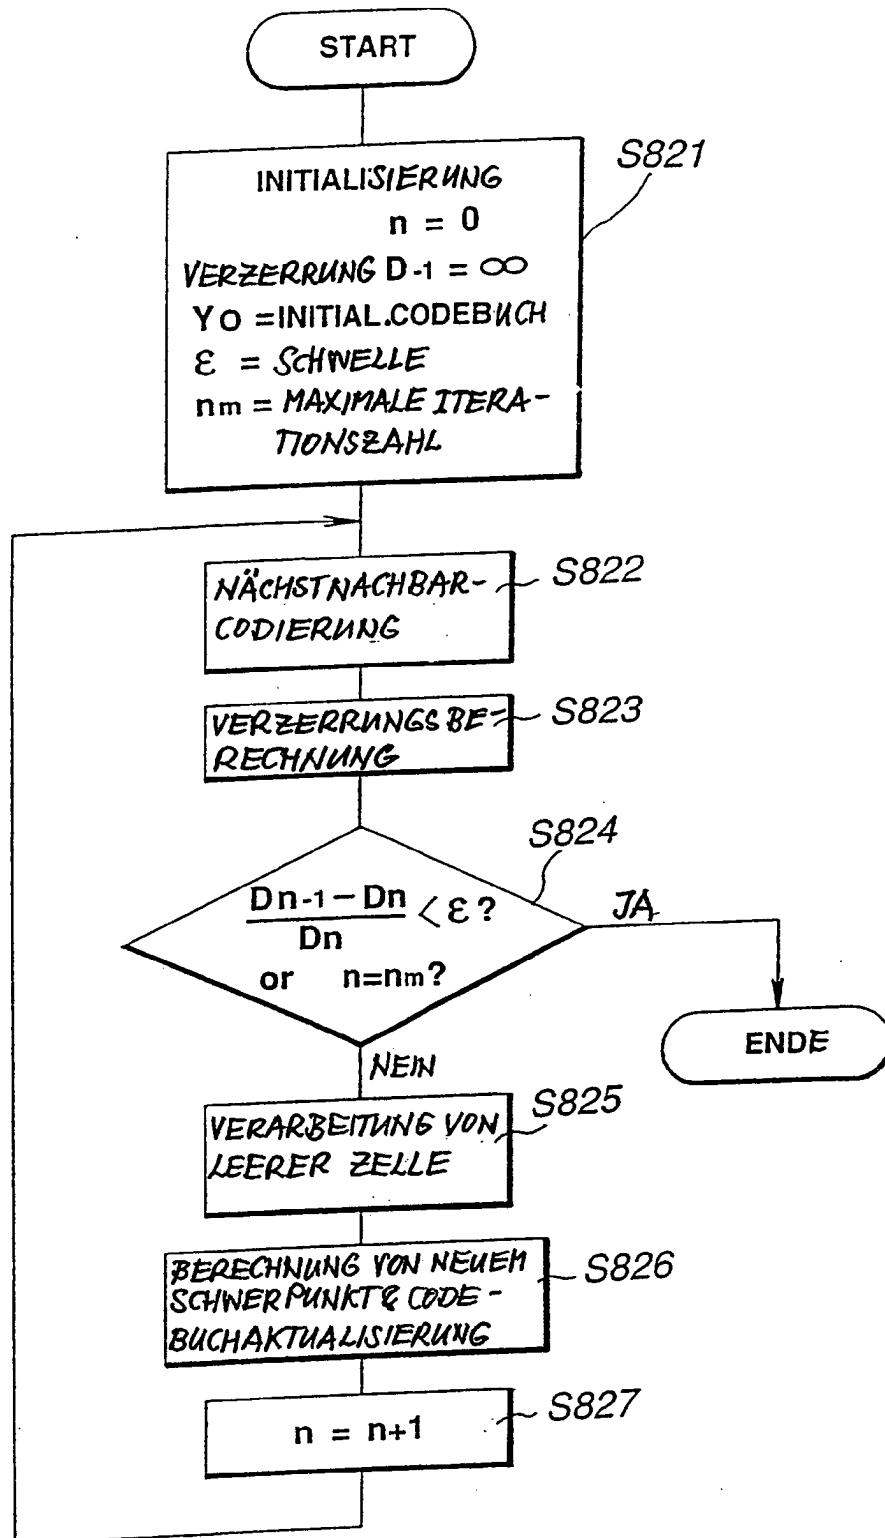 START
S821
INITIALISIERUNG
n = 0
VERZERRUNG D-1 = ∞
Y0 = INITIAL.CODEBUCH
ε = SCHWELLE
nm = MAXIMALE ITERA-
TIONSZAHL
NÄCHSTNACHBAR-
CODIERUNG
S822
VERZERRUNGSBE-
RECHNUNG
S823
S824
Dn-1 − Dn
Dn
< ε ?
or n=nm?
JA
ENDE
NEIN
VERARBEITUNG VON
LEERER ZELLE
S825
BERECHNUNG VON NEUEM
SCHWERPUNKT & CODE-
BUCHAKTUALISIERUNG
S826
n = n+1
S827